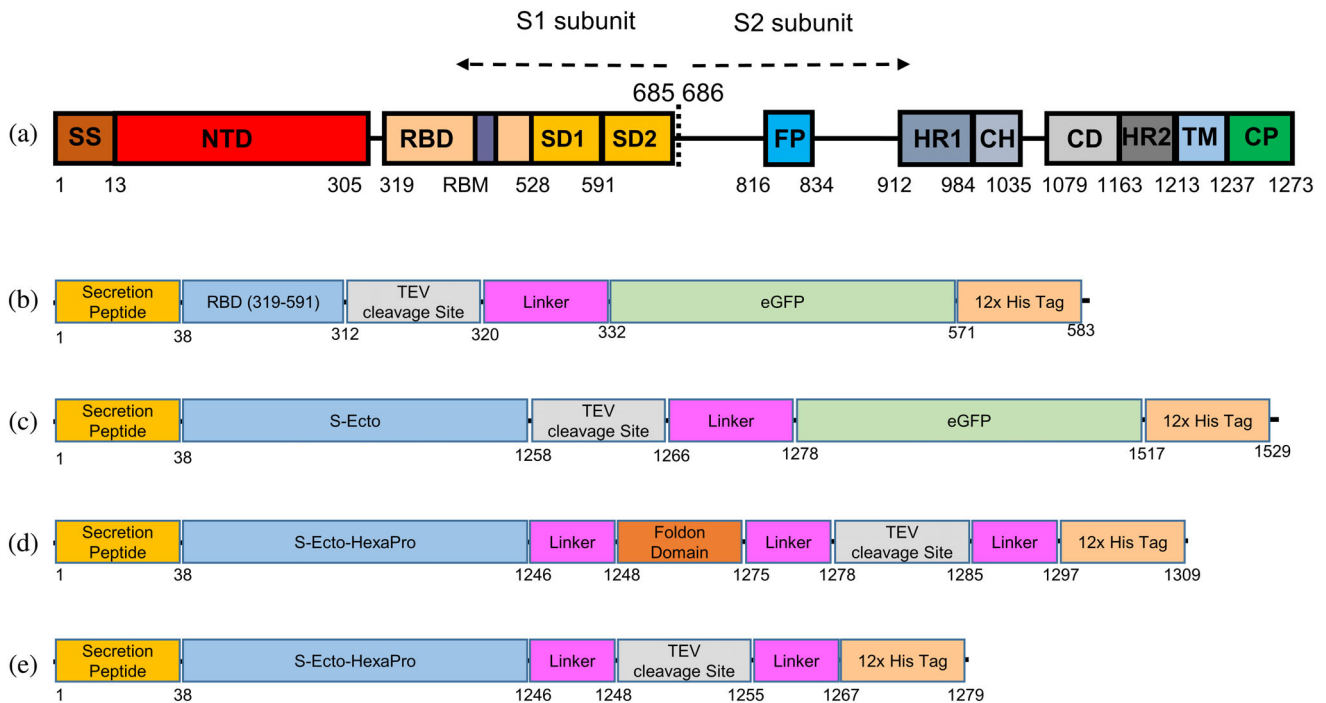 S1 subunit S2 subunit
685 686
(a) SS NTD RBD SD1 SD2 FP HR1 CH CD HR2 TM CP
1 13 305 319 RBM 528 591 816 834 912 984 1035 1079 1163 1213 1237 1273
(b) Secretion Peptide RBD (319-591) TEV cleavage Site Linker eGFP 12x His Tag
1 38 312 320 332 571 583
(c) Secretion Peptide S-Ecto TEV cleavage Site Linker eGFP 12x His Tag
1 38 1258 1266 1278 1517 1529
(d) Secretion Peptide S-Ecto-HexaPro Linker Foldon Domain Linker TEV cleavage Site Linker 12x His Tag
1 38 1246 1248 1275 1278 1285 1297 1309
(e) Secretion Peptide S-Ecto-HexaPro Linker TEV cleavage Site Linker 12x His Tag
1 38 1246 1248 1255 1267 1279